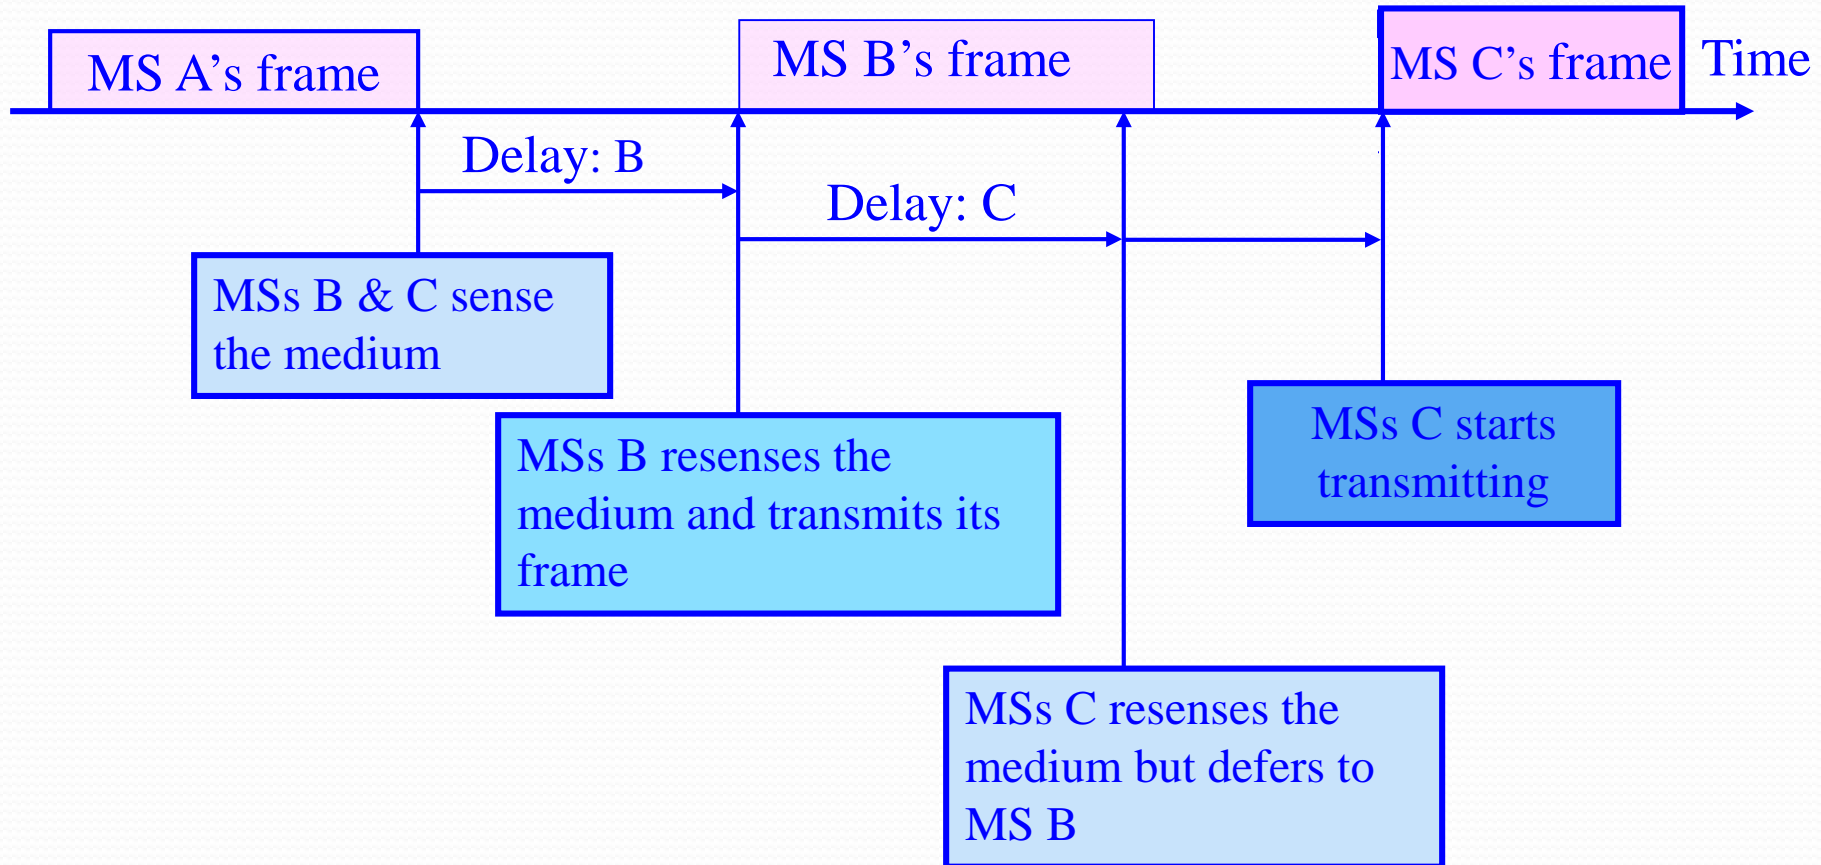 MS A’s frame
MS B’s frame
MS C’s frame
Time
Delay: B
Delay: C
MSs B & C sense
the medium
MSs B resenses the
medium and transmits its
frame
MSs C starts
transmitting
MSs C resenses the
medium but defers to
MS B